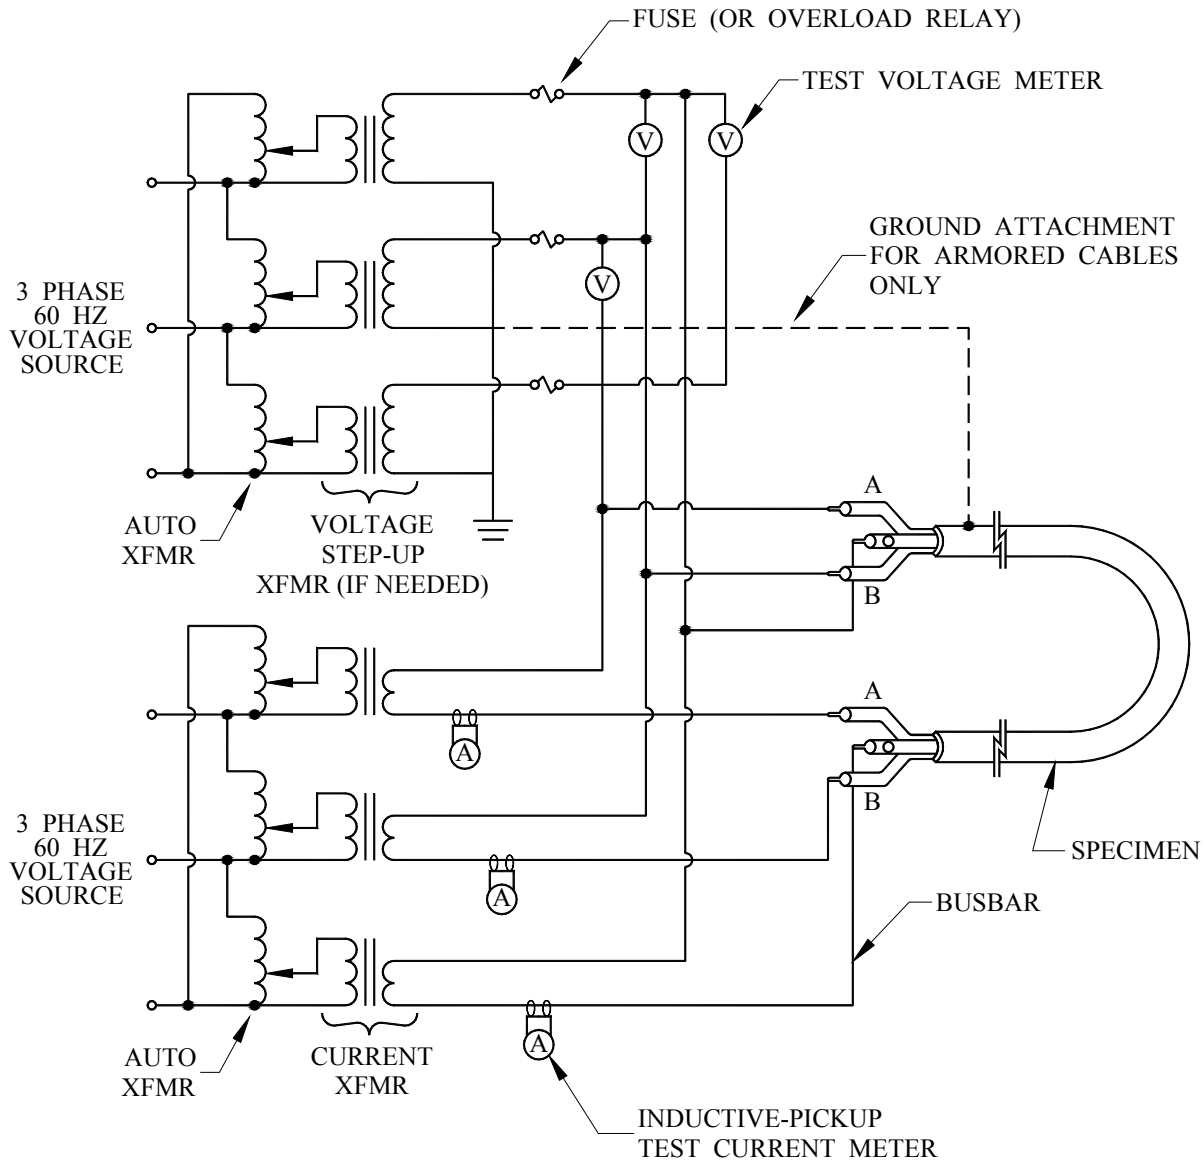 FUSE (OR OVERLOAD RELAY)
TEST VOLTAGE METER
V
V
GROUND ATTACHMENT
FOR ARMORED CABLES
ONLY
V
3 PHASE
60 HZ
VOLTAGE
SOURCE
AUTO
XFMR
VOLTAGE
STEP-UP
XFMR (IF NEEDED)
A
B
A
B
A
3 PHASE
60 HZ
VOLTAGE
SOURCE
SPECIMEN
A
BUSBAR
A
AUTO
XFMR
CURRENT
XFMR
INDUCTIVE-PICKUP
TEST CURRENT METER